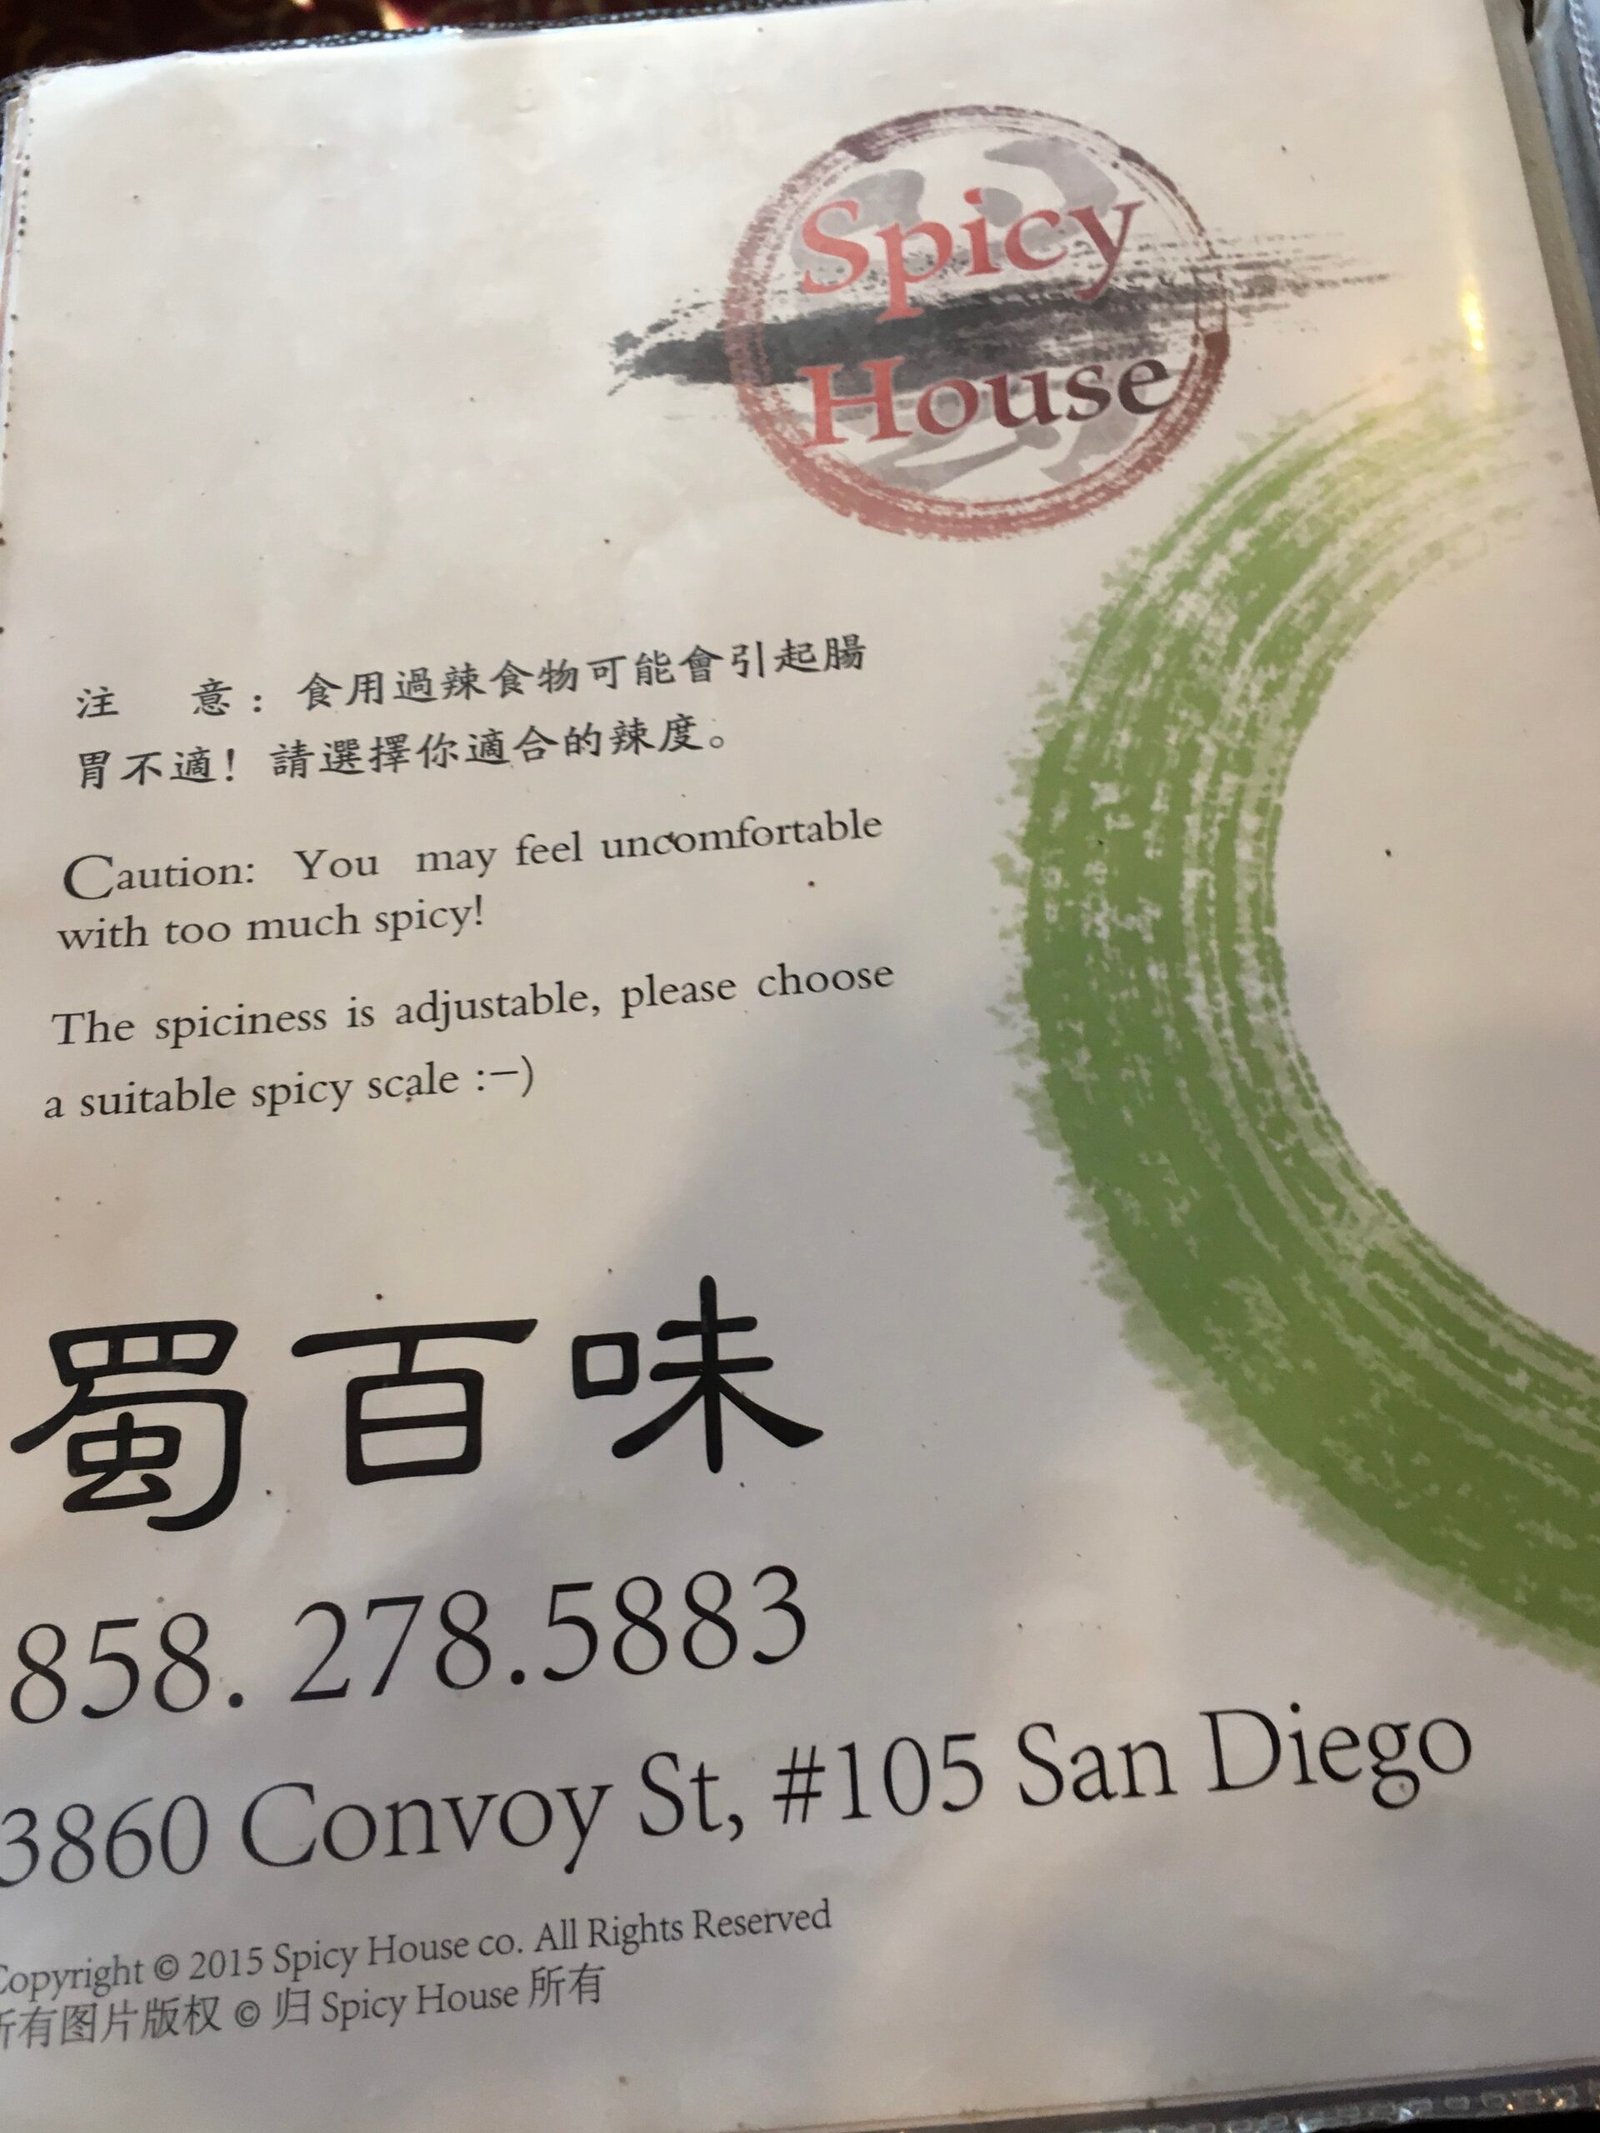 Spicy
House
注 意：食用過辣食物可能會引起腸
胃不適！請選擇你適合的辣度。
Caution: You may feel uncomfortable
with too much spicy!
The spiciness is adjustable, please choose
a suitable spicy scale :-)
蜀百味
858. 278.5883
3860 Convoy St, #105 San Diego
Copyright © 2015 Spicy House co. All Rights Reserved
所有图片版权 © 归 Spicy House 所有